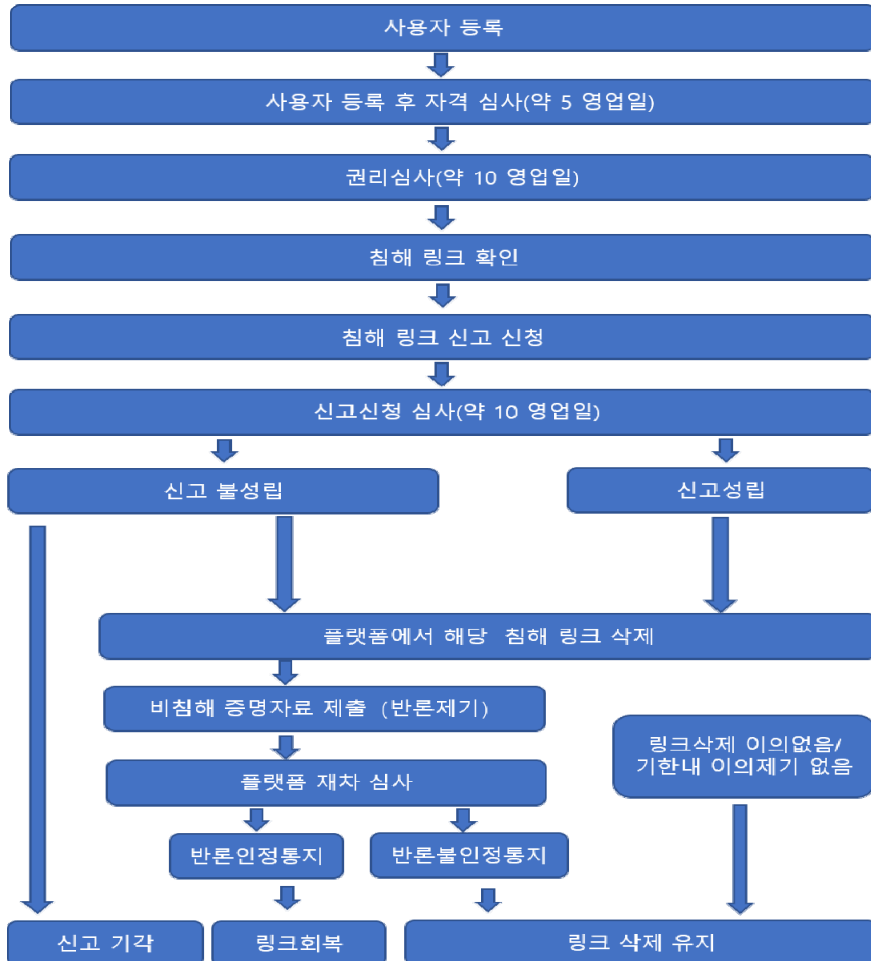 사용자 등록
사용자 등록 후 자격 심사(약 5 영업일)
권리심사(약 10 영업일)
침해 링크 확인
침해 링크 신고 신청
신고신청 심사(약 10 영업일)
신고 불성립
신고성립
플랫폼에서 해당 침해 링크 삭제
비침해 증명자료 제출 (반론제기)
링크삭제 이의없음/
기한내 이의제기 없음
플랫폼 재차 심사
반론인정통지
반론불인정통지
신고 기각
링크회복
링크 삭제 유지